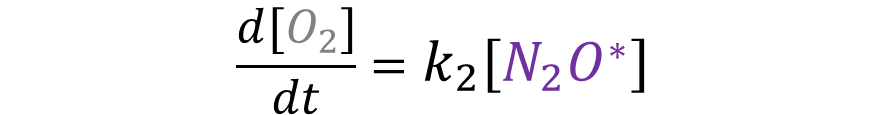 d[O₂]/dt = k₂[N₂O*]